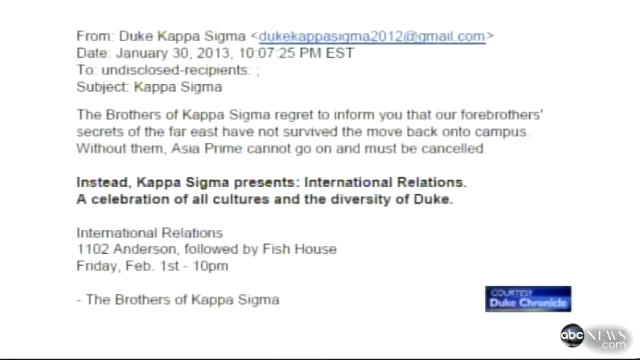 From: Duke Kappa Sigma <dukekappasigma2012@gmail.com>
Date: January 30, 2013, 10:07:25 PM EST
To: undisclosed-recipients: ;
Subject: Kappa Sigma
The Brothers of Kappa Sigma regret to inform you that our forebrothers'
secrets of the far east have not survived the move back onto campus.
Without them, Asia Prime cannot go on and must be cancelled.
Instead, Kappa Sigma presents: International Relations.
A celebration of all cultures and the diversity of Duke.
International Relations
1102 Anderson, followed by Fish House
Friday, Feb. 1st - 10pm
- The Brothers of Kappa Sigma
COURTESY
Duke Chronicle
abc NEWS
.com